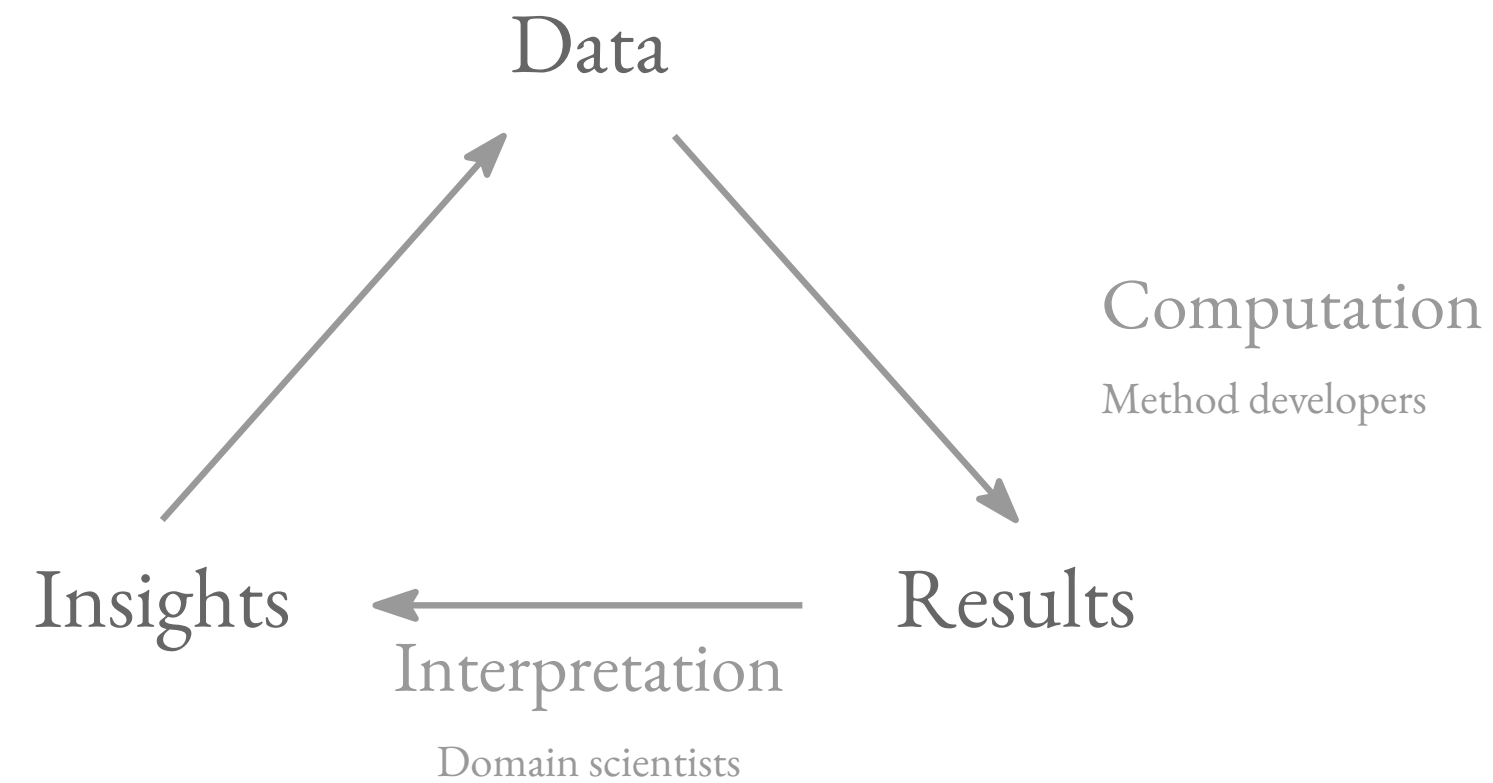 Data
Computation
Method developers
Insights
Results
Interpretation
Domain scientists